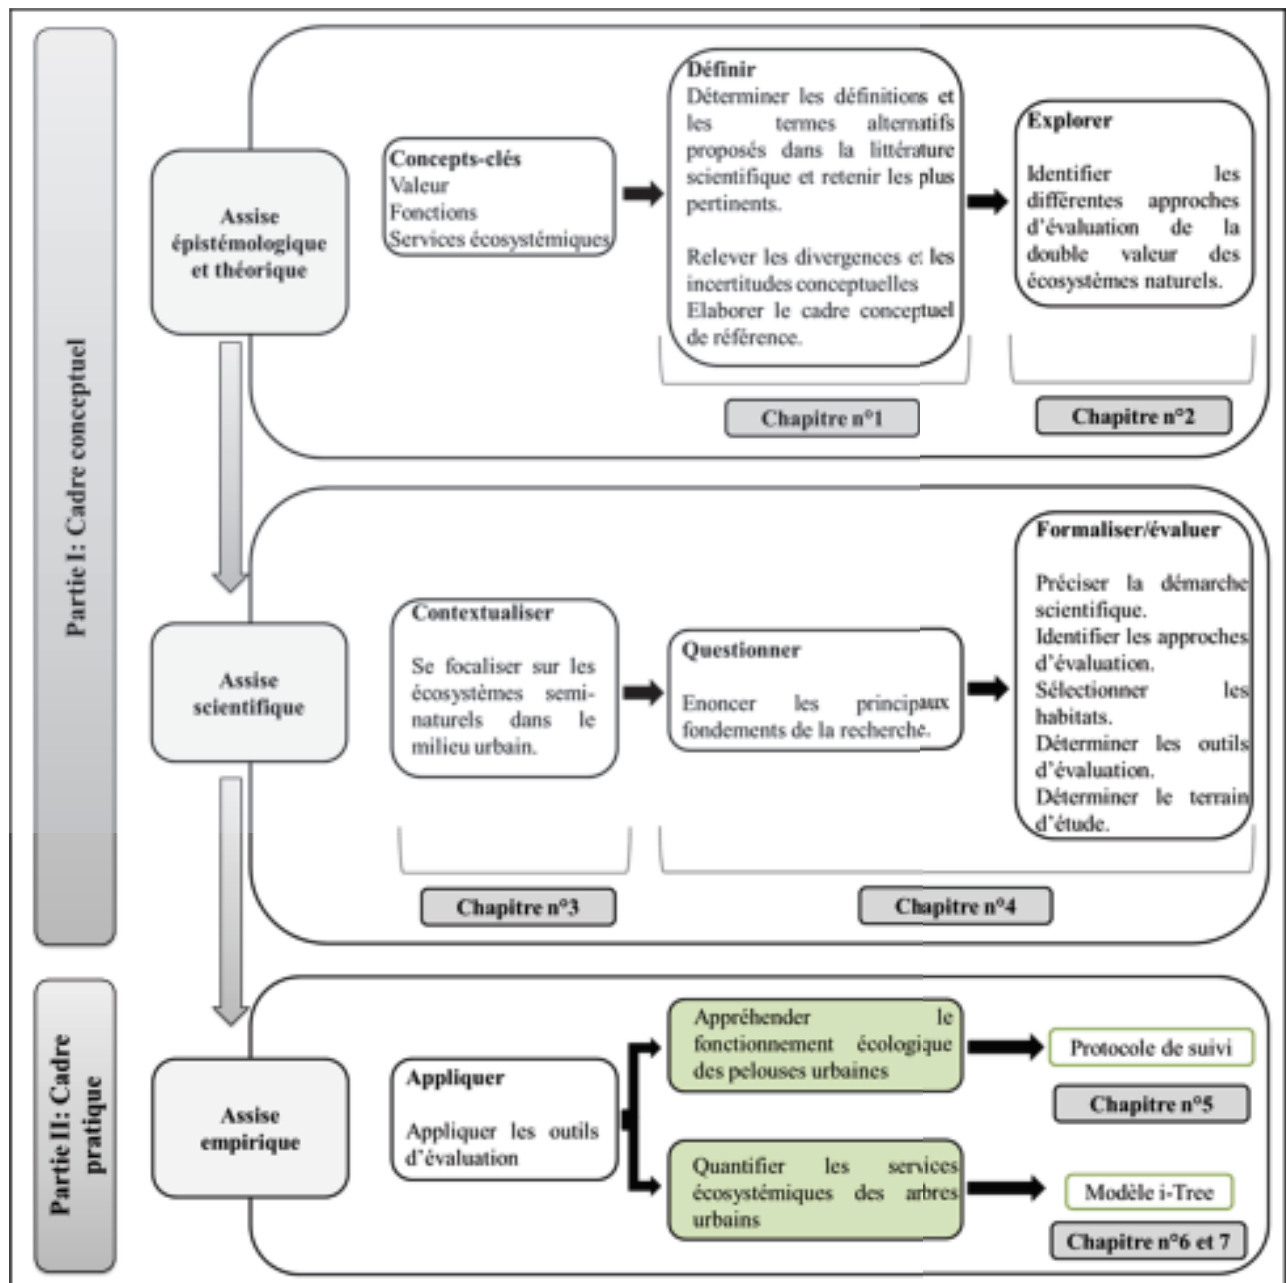 Partie I: Cadre conceptuel
Assise
épistémologique
et théorique
Concepts-clés
Valeur
Fonctions
Services écosystémiques
Définir
Déterminer les définitions et
les termes alternatifs
proposés dans la littérature
scientifique et retenir les plus
pertinents.
Relever les divergences et les
incertitudes conceptuelles
Elaborer le cadre conceptuel
de référence.
Explorer
Identifier les
différentes approches
d'évaluation de la
double valeur des
écosystèmes naturels.
Chapitre n°1
Chapitre n°2
Assise
scientifique
Contextualiser
Se focaliser sur les
écosystèmes semi-
naturels dans le
milieu urbain.
Questionner
Enoncer les principaux
fondements de la recherche.
Formaliser/évaluer
Préciser la démarche
scientifique.
Identifier les approches
d'évaluation.
Sélectionner les
habitats.
Déterminer les outils
d'évaluation.
Déterminer le terrain
d'étude.
Chapitre n°3
Chapitre n°4
Partie II: Cadre
pratique
Assise
empirique
Appliquer
Appliquer les outils
d'évaluation
Appréhender le
fonctionnement écologique
des pelouses urbaines
Protocole de suivi
Chapitre n°5
Quantifier les services
écosystémiques des arbres
urbains
Modèle i-Tree
Chapitre n°6 et 7